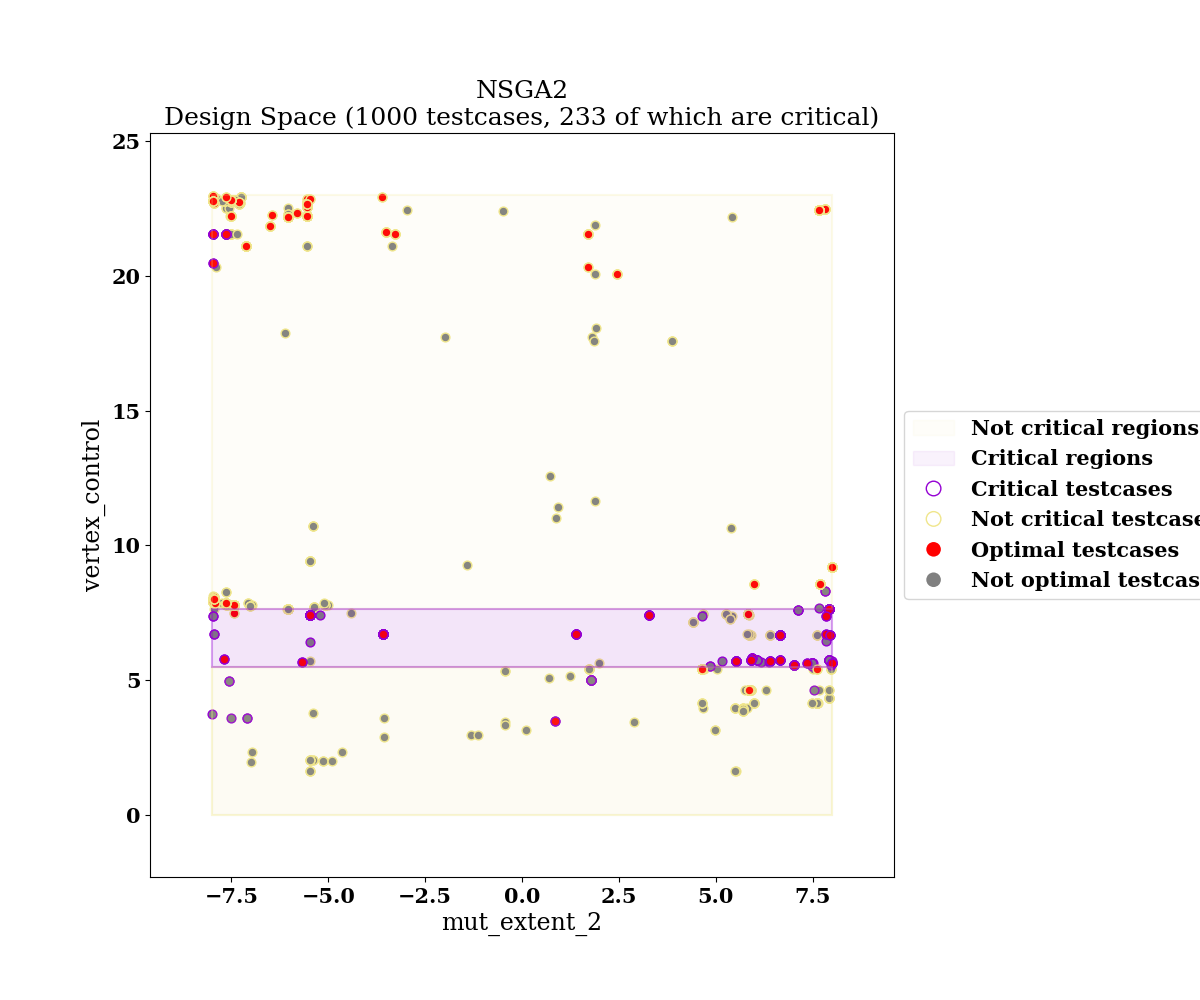 NSGA2
Design Space (1000 testcases, 233 of which are critical)
25
20
15
10
5
0
vertex_control
−7.5 −5.0 −2.5 0.0 2.5 5.0 7.5
mut_extent_2
Not critical regions
Critical regions
Critical testcases
Not critical testcase
Optimal testcases
Not optimal testcas